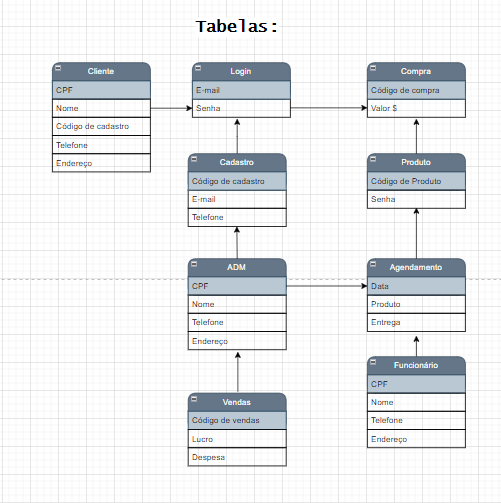 Tabelas:
Cliente
CPF
Nome
Código de cadastro
Telefone
Endereço
Login
E-mail
Senha
Compra
Código de compra
Valor $
Cadastro
Código de cadastro
E-mail
Telefone
Produto
Código de Produto
Senha
ADM
CPF
Nome
Telefone
Endereço
Agendamento
Data
Produto
Entrega
Vendas
Código de vendas
Lucro
Despesa
Funcionário
CPF
Nome
Telefone
Endereço